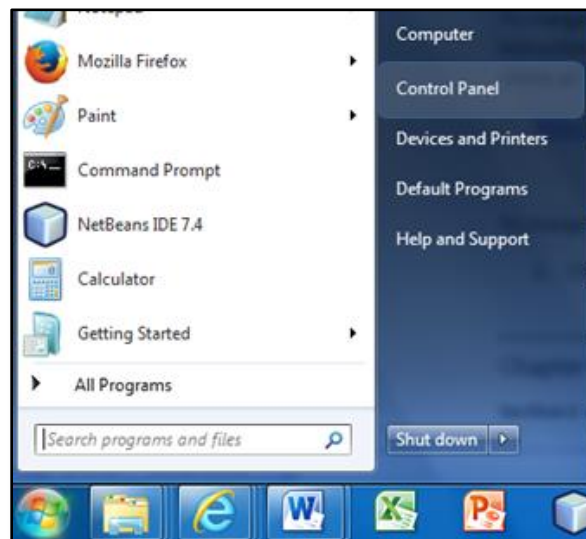 Notepad
Mozilla Firefox
Paint
C:\_
Command Prompt
NetBeans IDE 7.4
Calculator
Getting Started
All Programs
Search programs and files
Computer
Control Panel
Devices and Printers
Default Programs
Help and Support
Shut down